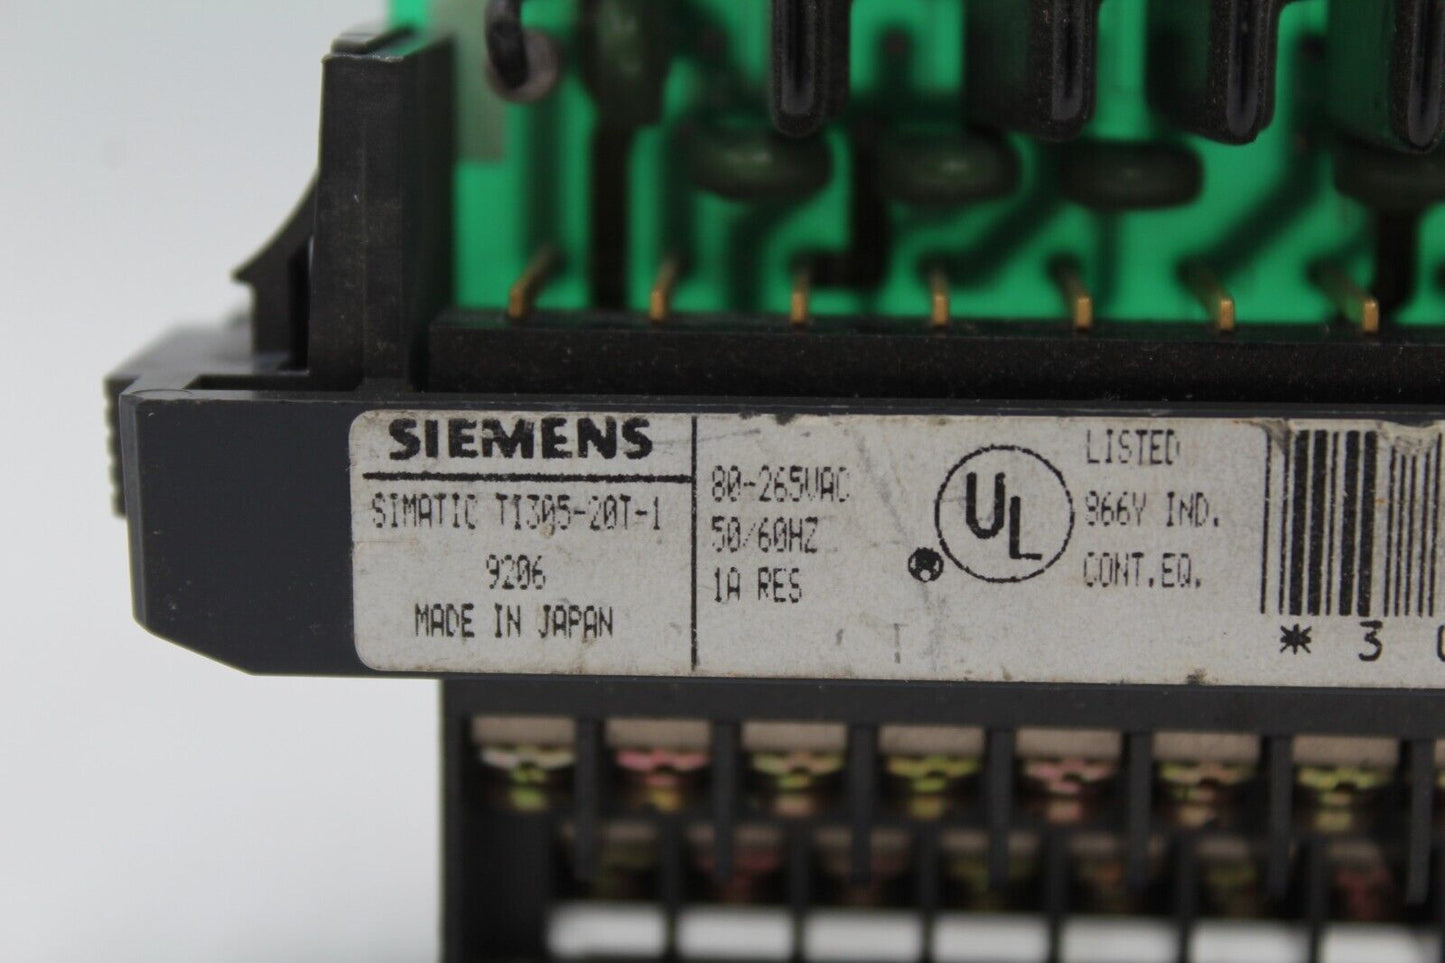 SIEMENS
SIMATIC TI305-20T-1
9206
MADE IN JAPAN
80-265VAC
50/60HZ
1A RES
UL
LISTED
866Y IND.
CONT.EQ.
* 3